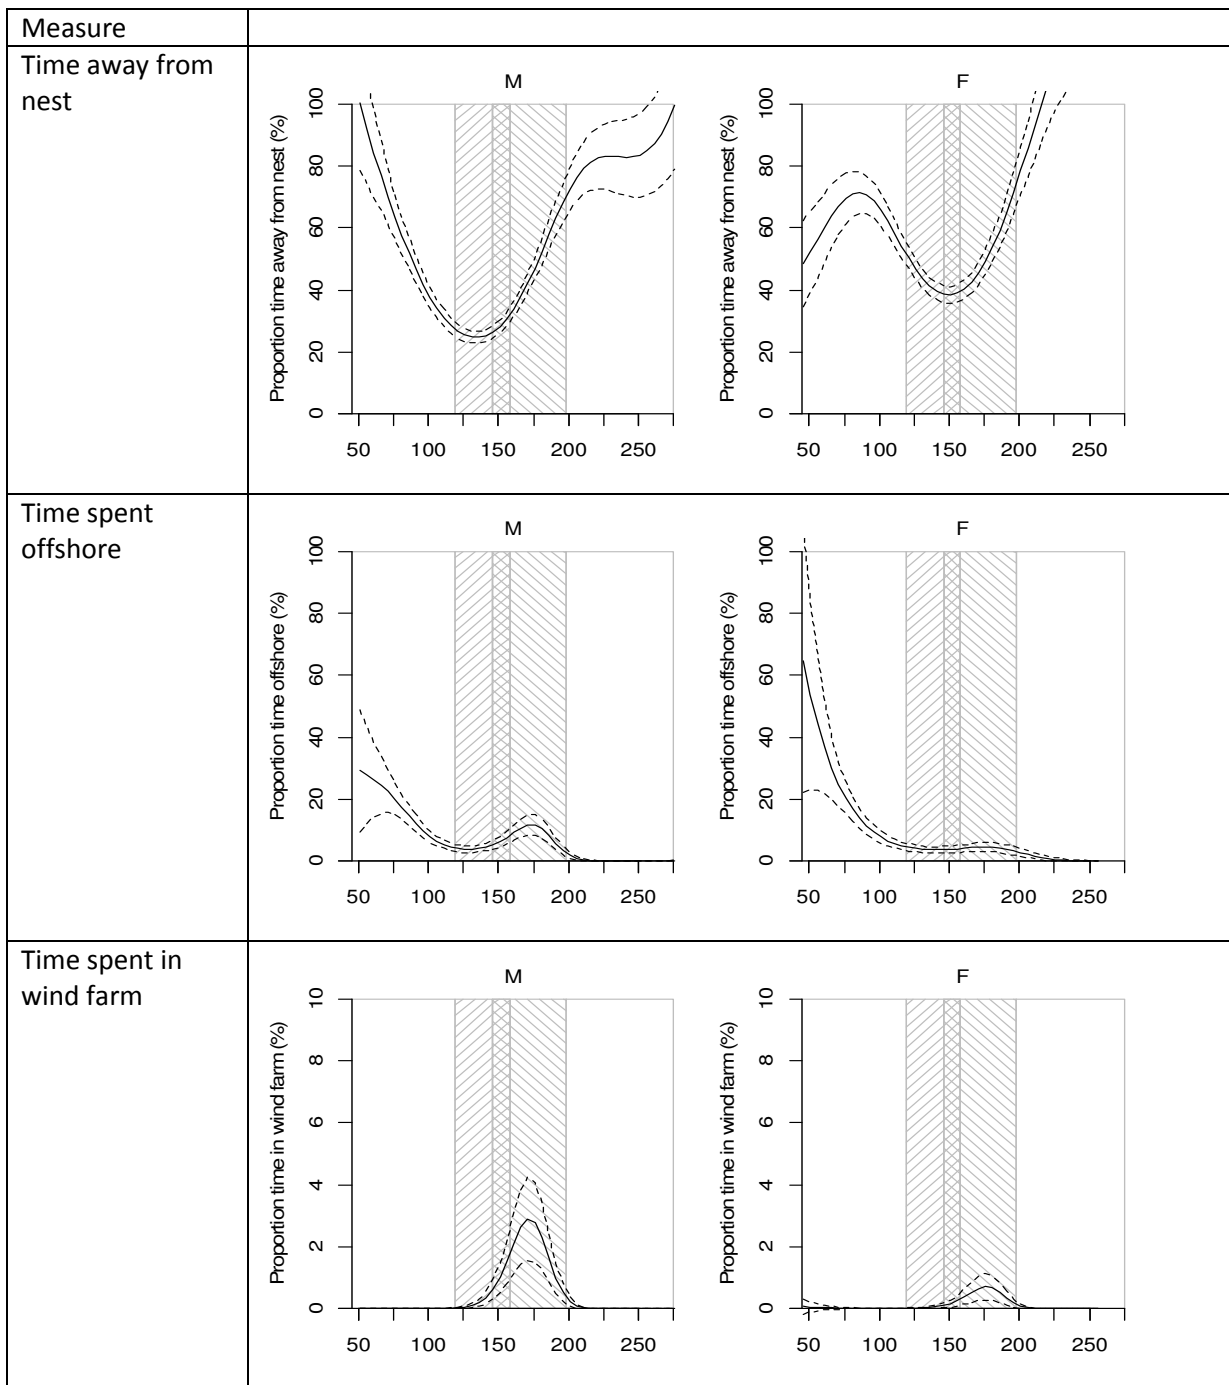 Measure
Time away from
nest
M
Proportion time away from nest (%)
0 20 40 60 80 100
50 100 150 200 250
F
Proportion time away from nest (%)
0 20 40 60 80 100
50 100 150 200 250
Time spent
offshore
M
Proportion time offshore (%)
0 20 40 60 80 100
50 100 150 200 250
F
Proportion time offshore (%)
0 20 40 60 80 100
50 100 150 200 250
Time spent in
wind farm
M
Proportion time in wind farm (%)
0 2 4 6 8 10
50 100 150 200 250
F
Proportion time in wind farm (%)
0 2 4 6 8 10
50 100 150 200 250